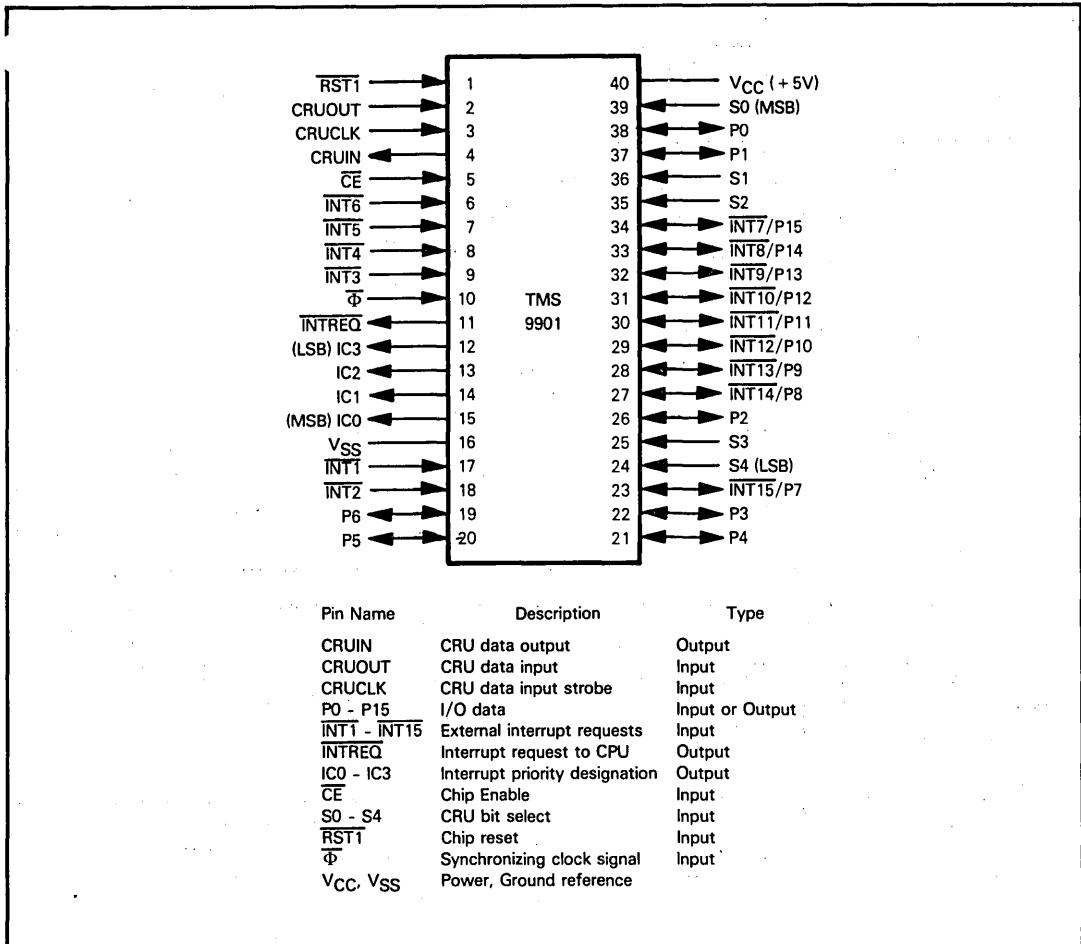 RST1 1 40 VCC (+5V)
CRUOUT 2 39 S0 (MSB)
CRUCLK 3 38 P0
CRUIN 4 37 P1
CE 5 36 S1
INT6 6 35 S2
INT5 7 34 INT7/P15
INT4 8 33 INT8/P14
INT3 9 32 INT9/P13
Φ 10 TMS 31 INT10/P12
INTREQ 11 9901 30 INT11/P11
(LSB) IC3 12 29 INT12/P10
IC2 13 28 INT13/P9
IC1 14 27 INT14/P8
(MSB) IC0 15 26 P2
VSS 16 25 S3
INT1 17 24 S4 (LSB)
INT2 18 23 INT15/P7
P6 19 22 P3
P5 20 21 P4
Pin Name Description Type
CRUIN CRU data output Output
CRUOUT CRU data input Input
CRUCLK CRU data input strobe Input
P0 - P15 I/O data Input or Output
INT1 - INT15 External interrupt requests Input
INTREQ Interrupt request to CPU Output
IC0 - IC3 Interrupt priority designation Output
CE Chip Enable Input
S0 - S4 CRU bit select Input
RST1 Chip reset Input
Φ Synchronizing clock signal Input
VCC, VSS Power, Ground reference